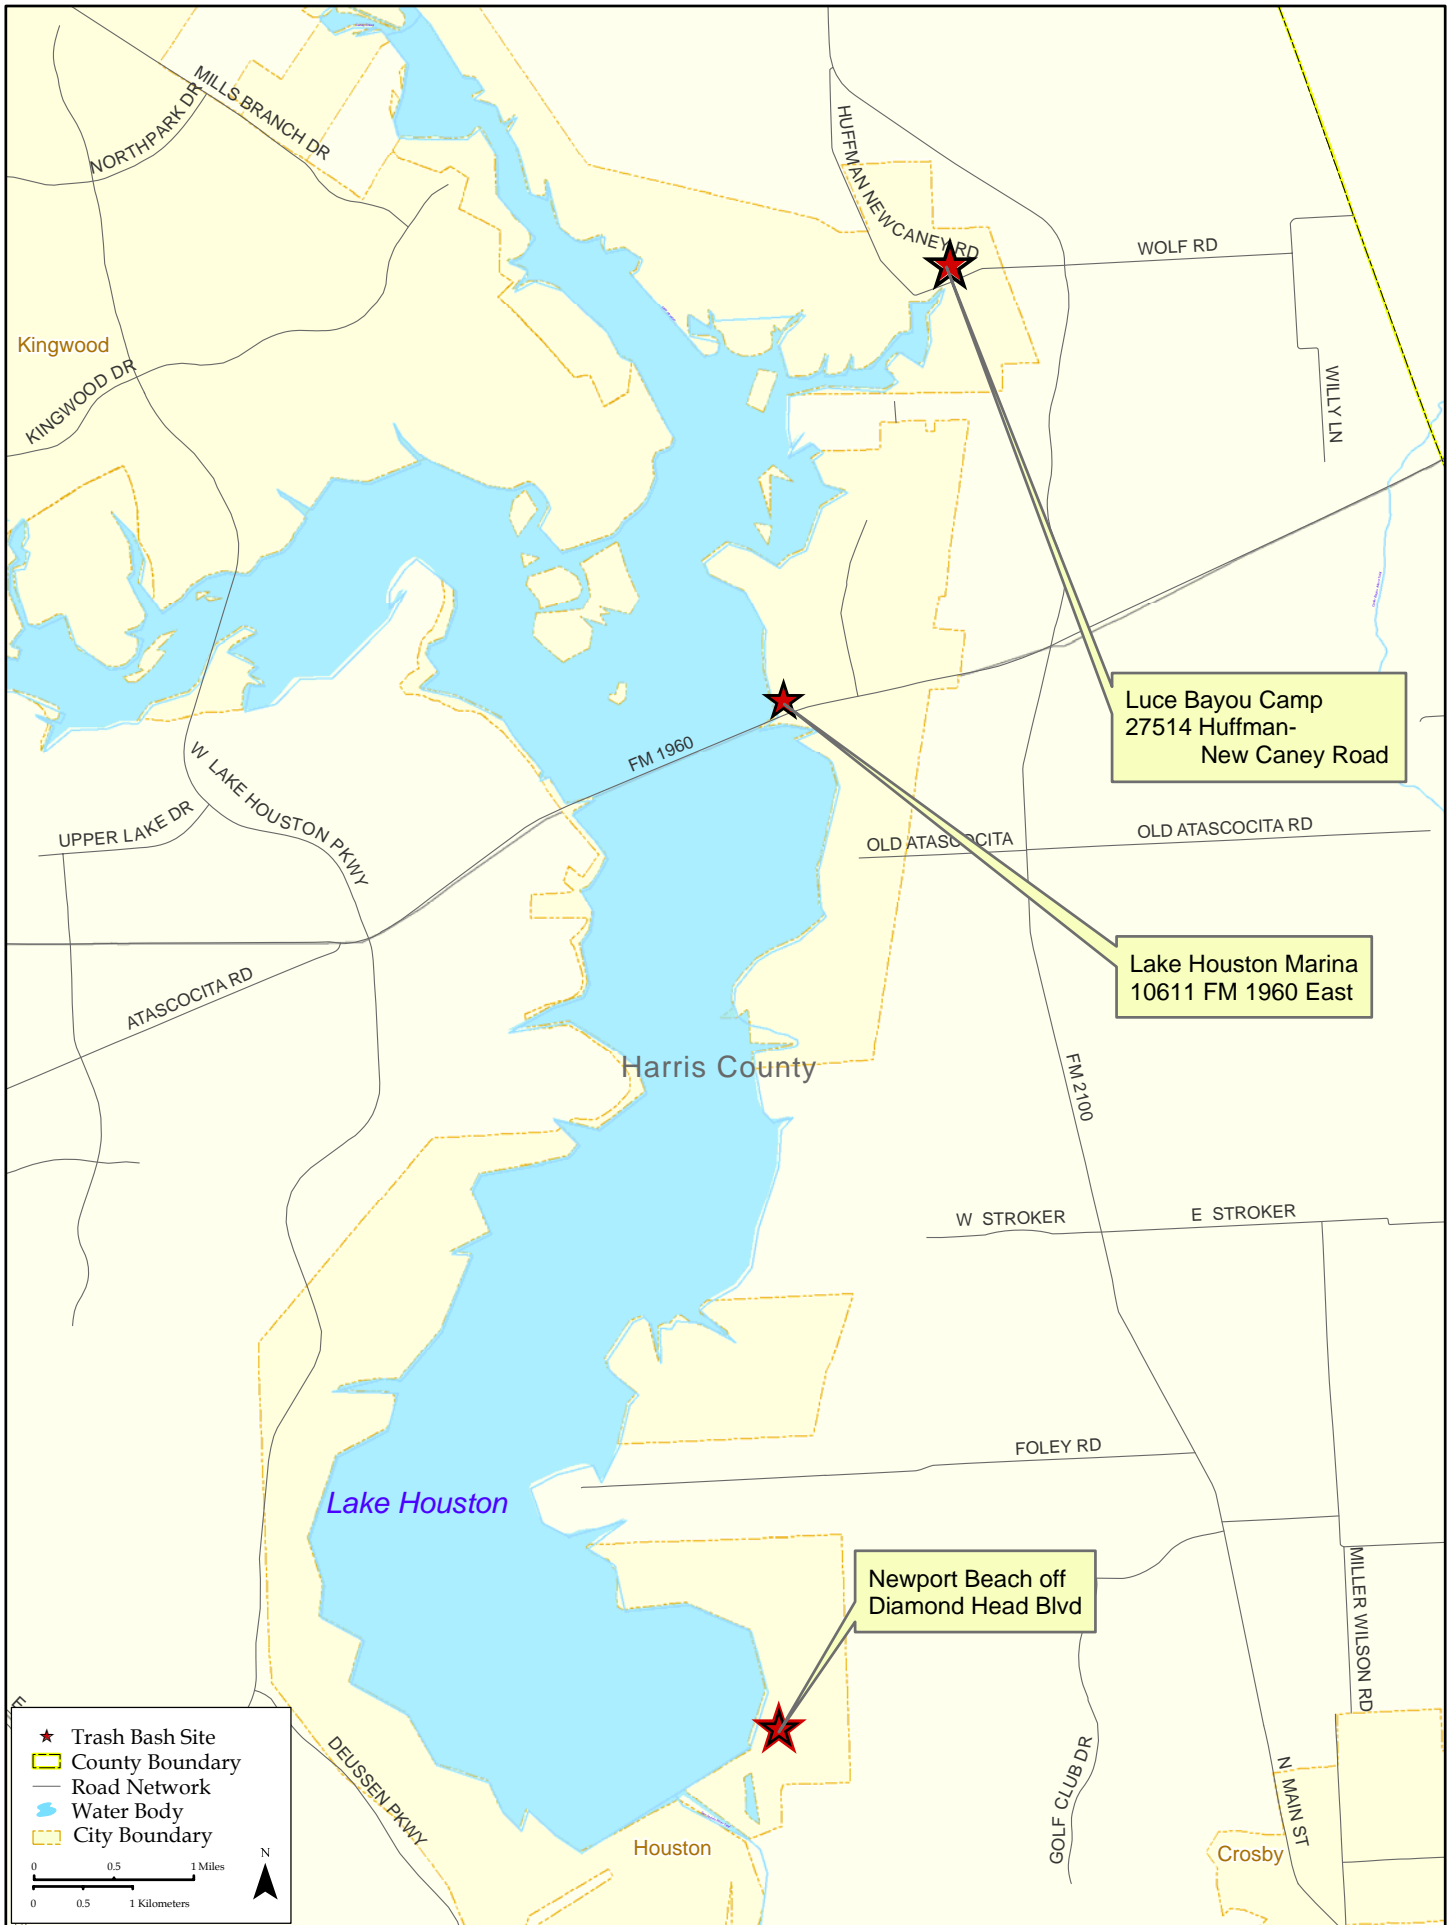 MILLS BRANCH DR
NORTHPARK DR
HUFFMAN NEWCANEY RD
WOLF RD
Kingwood
KINGWOOD DR
WILLY LN
Luce Bayou Camp
27514 Huffman-
New Caney Road
FM 1960
W LAKE HOUSTON PKWY
UPPER LAKE DR
OLD ATASCOCITA
OLD ATASCOCITA RD
Lake Houston Marina
10611 FM 1960 East
ATASCOCITA RD
Harris County
FM 2100
W STROKER
E STROKER
FOLEY RD
Lake Houston
Newport Beach off
Diamond Head Blvd
MILLER WILSON RD
DEUSSEN PKWY
GOLF CLUB DR
N MAIN ST
Houston
Crosby
Trash Bash Site
County Boundary
Road Network
Water Body
City Boundary
N
0 0.5 1 Miles
0 0.5 1 Kilometers